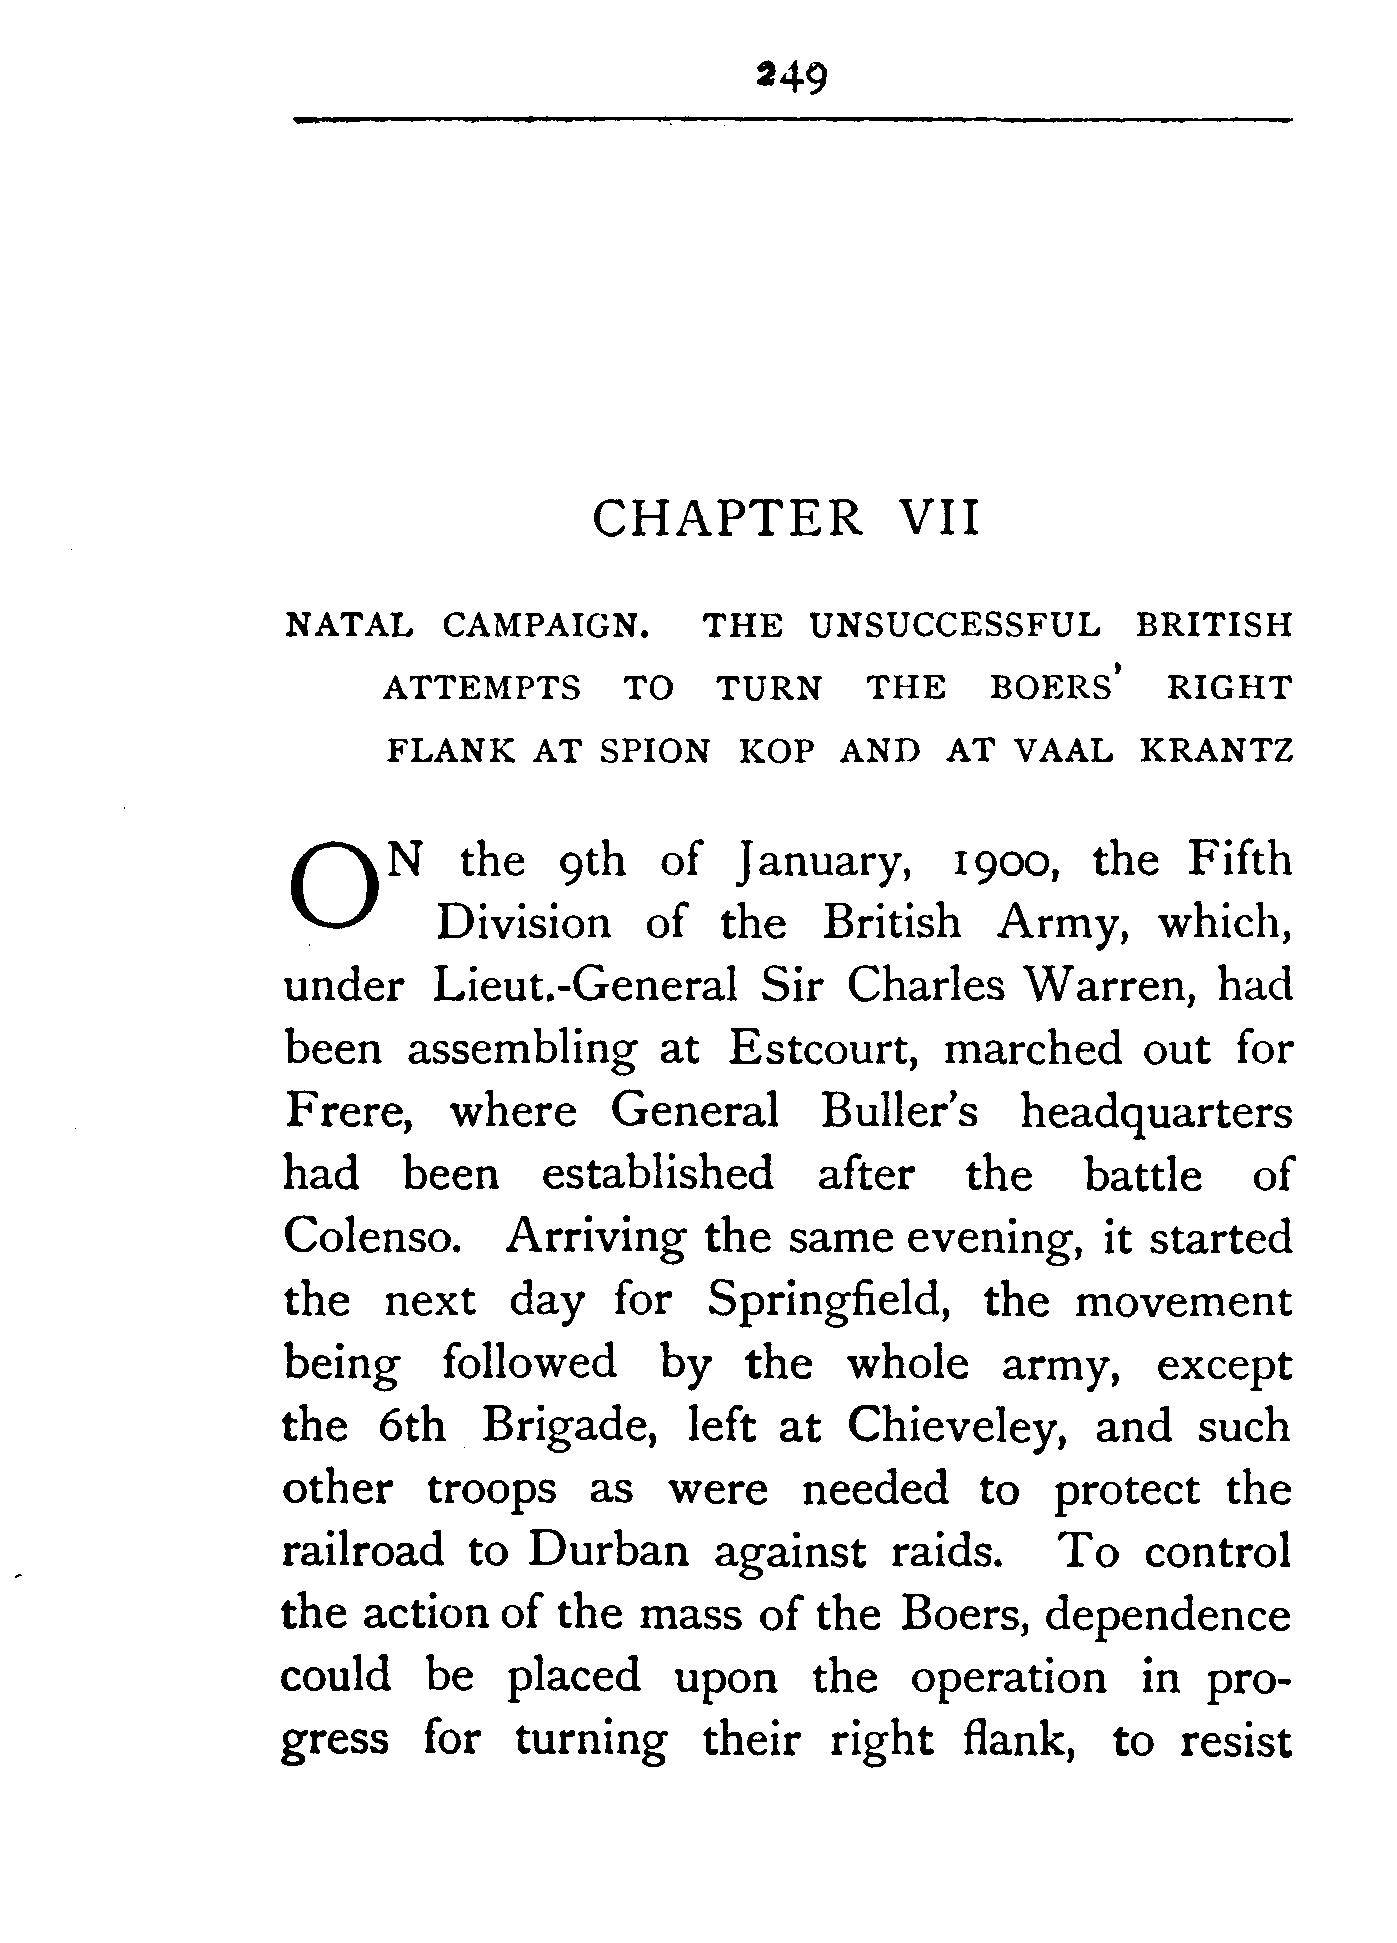 249
CHAPTER VII
NATAL CAMPAIGN. THE UNSUCCESSFUL BRITISH
ATTEMPTS TO TURN THE BOERS' RIGHT
FLANK AT SPION KOP AND AT VAAL KRANTZ
ON the 9th of January, 1900, the Fifth
Division of the British Army, which,
under Lieut.-General Sir Charles Warren, had
been assembling at Estcourt, marched out for
Frere, where General Buller's headquarters
had been established after the battle of
Colenso. Arriving the same evening, it started
the next day for Springfield, the movement
being followed by the whole army, except
the 6th Brigade, left at Chieveley, and such
other troops as were needed to protect the
railroad to Durban against raids. To control
the action of the mass of the Boers, dependence
could be placed upon the operation in pro-
gress for turning their right flank, to resist